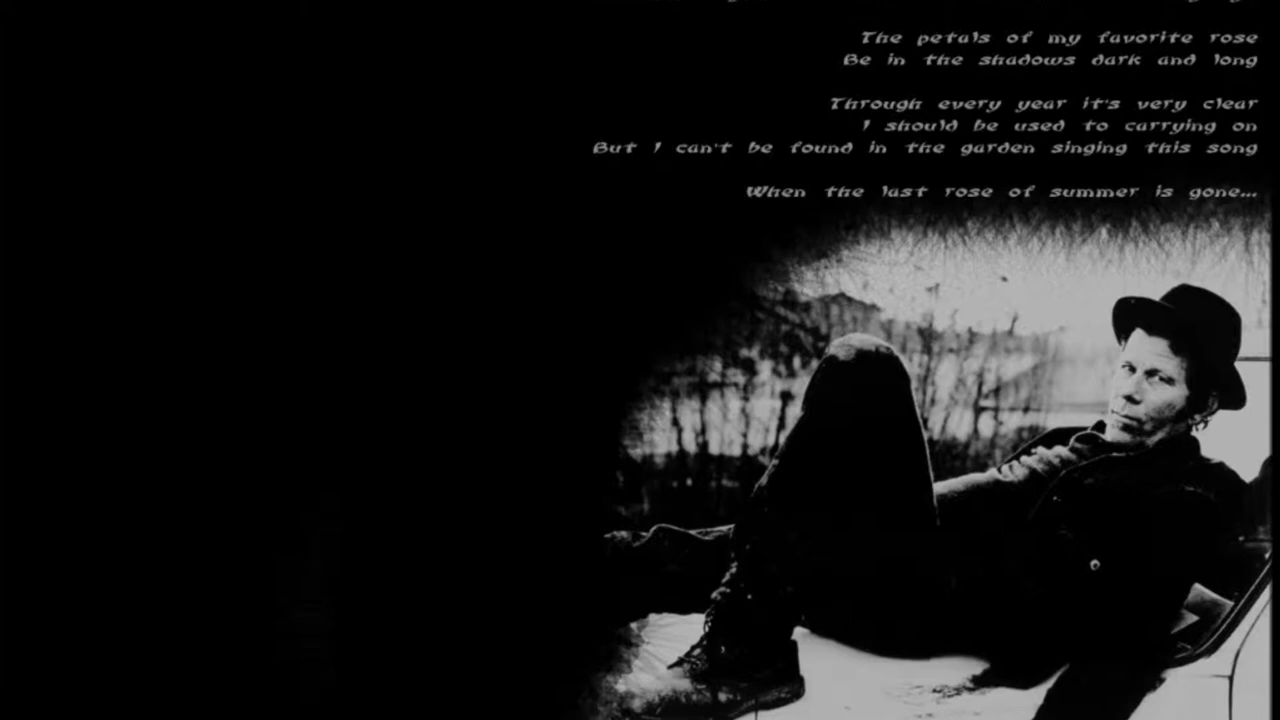 The petals of my favorite rose
Be in the shadows dark and long
Through every year it's very clear
I should be used to carrying on
But I can't be found in the garden singing this song
When the last rose of summer is gone...